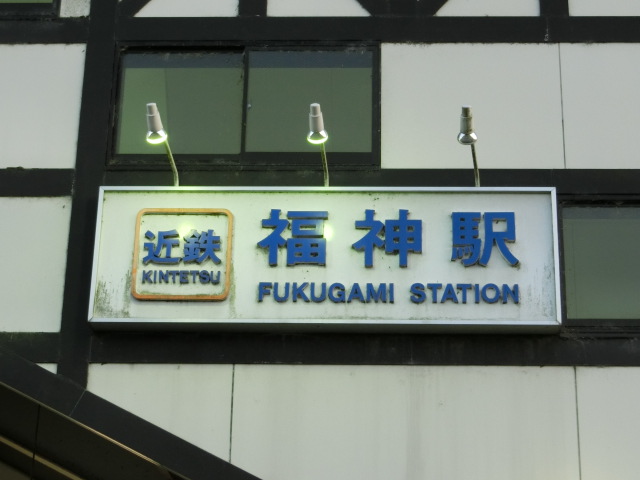 近鉄
KINTETSU
福神駅
FUKUGAMI STATION